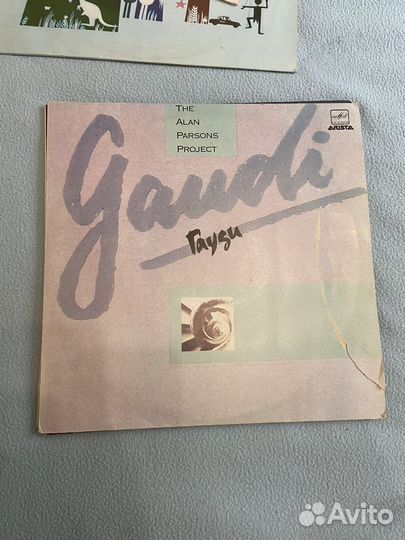 THE
ALAN
PARSONS
PROJECT
ARISTA
gaudi
Гауди
Avito